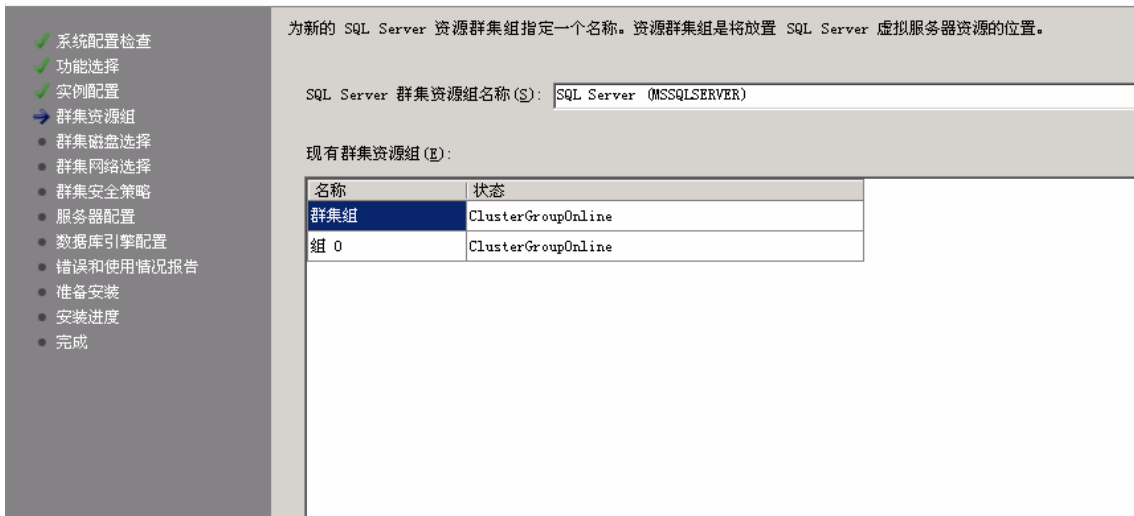 系统配置检查
功能选择
实例配置
群集资源组
群集磁盘选择
群集网络选择
群集安全策略
服务器配置
数据库引擎配置
错误和使用情况报告
准备安装
安装进度
完成
为新的 SQL Server 资源群集组指定一个名称。资源群集组是将放置 SQL Server 虚拟服务器资源的位置。
SQL Server 群集资源组名称(S): SQL Server (MSSQLSERVER)
现有群集资源组(E):
名称 状态
群集组 ClusterGroupOnline
组 0 ClusterGroupOnline